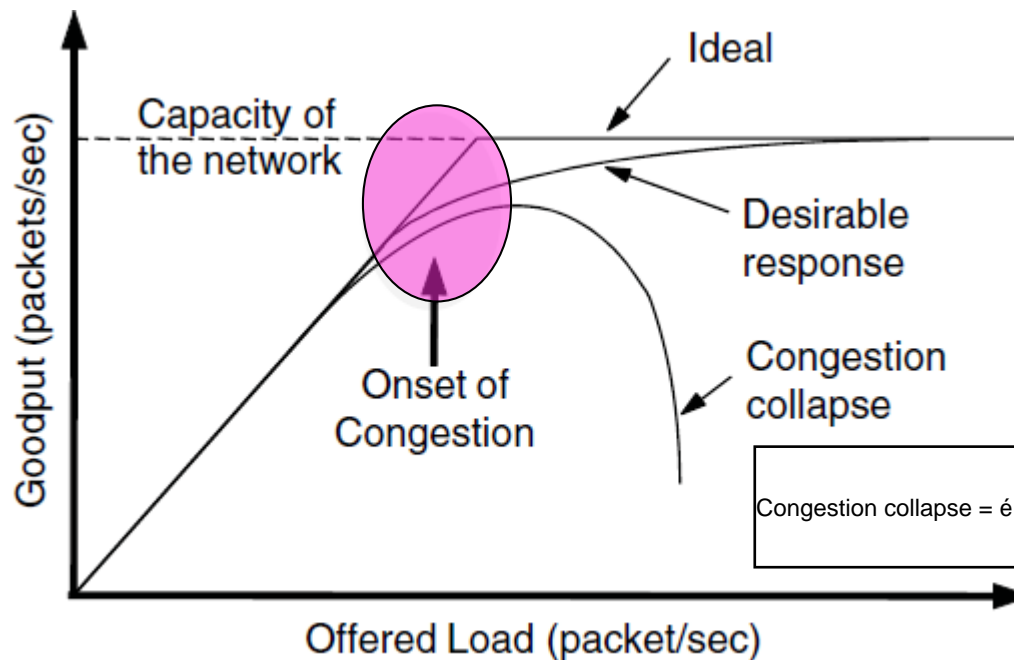 Ideal
Capacity of
the network
Desirable
response
Onset of
Congestion
Congestion
collapse
Congestion collapse = é
Goodput (packets/sec)
Offered Load (packet/sec)